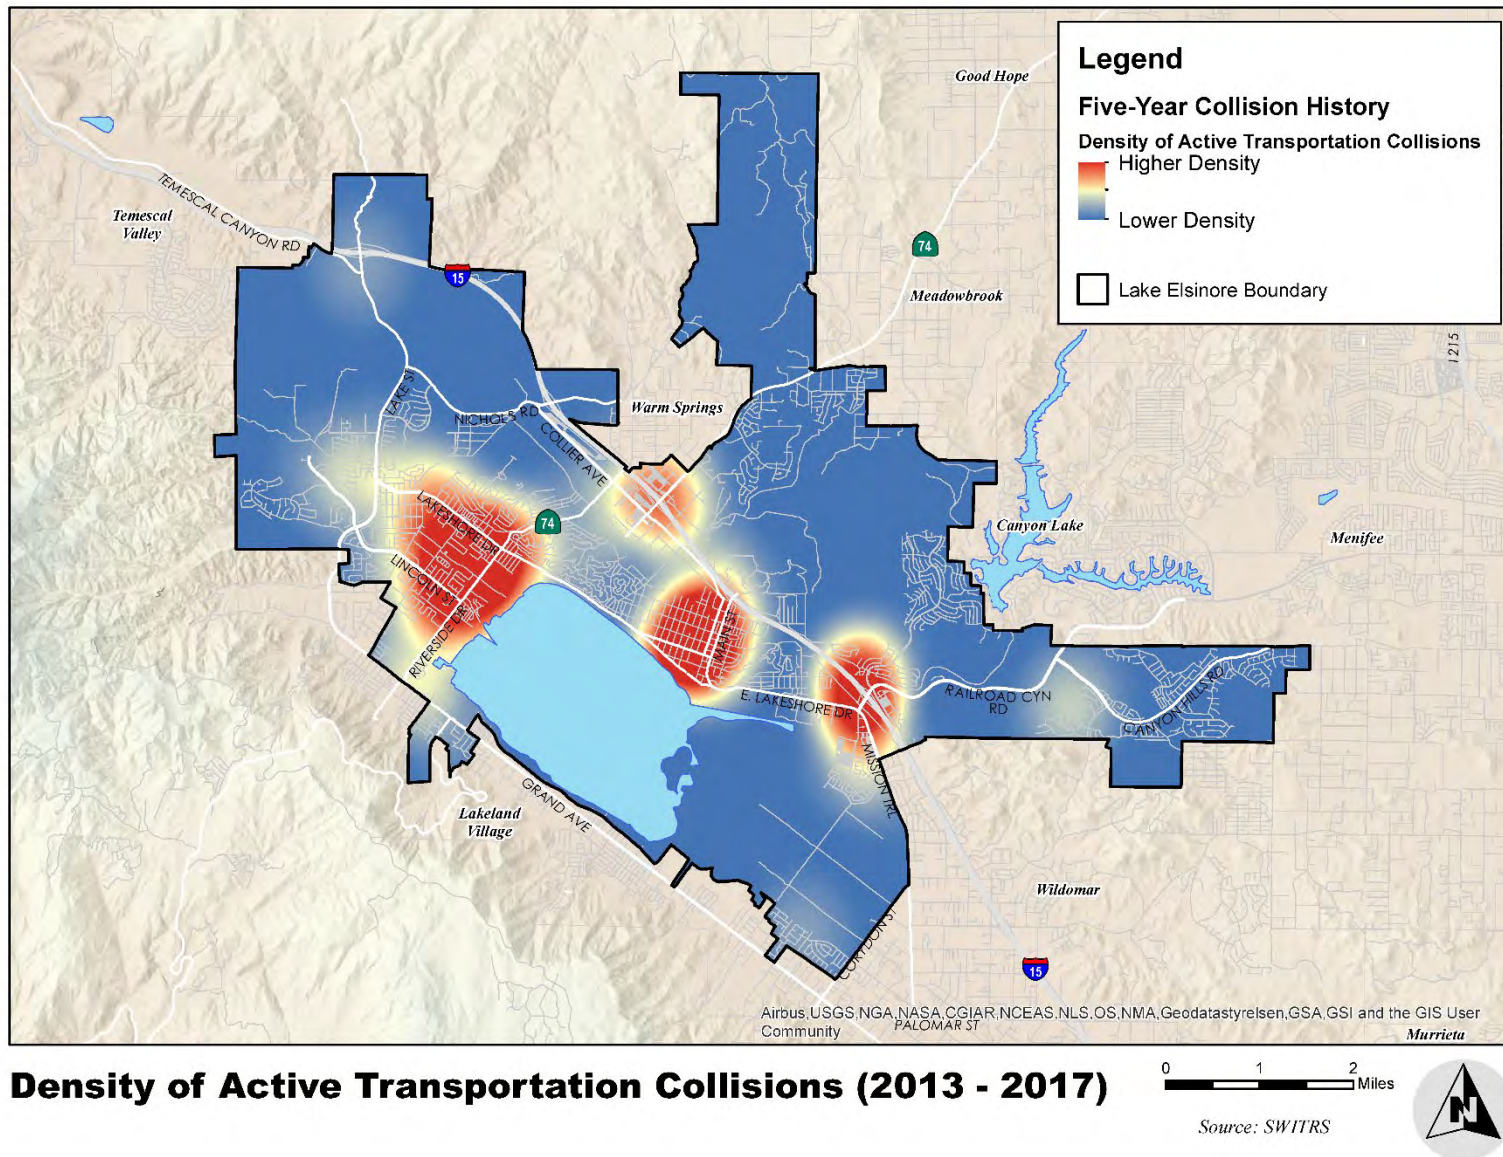 Legend
Five-Year Collision History
Density of Active Transportation Collisions
Higher Density
Lower Density
Lake Elsinore Boundary
Good Hope
74
Meadowbrook
1215
TEMESCAL CANYON RD
Temescal
Valley
15
LAKE ST
NICHOLS RD
COLLIER AVE
Warm Springs
74
LAKESHORE DR
LINCOLN ST
RIVERSIDE DR
MAIN ST
Canyon Lake
Menifee
E. LAKESHORE DR
RAILROAD CYN
RD
CANYON HILLS RD
MISSION TRL
GRAND AVE
Lakeland
Village
Wildomar
CORYDON ST
15
PALOMAR ST
Murrieta
Airbus,USGS,NGA,NASA,CGIAR,NCEAS,NLS,OS,NMA,Geodatastyrelsen,GSA,GSI and the GIS User
Community
Density of Active Transportation Collisions (2013 - 2017)
0 1 2
Miles
Source: SWITRS
N